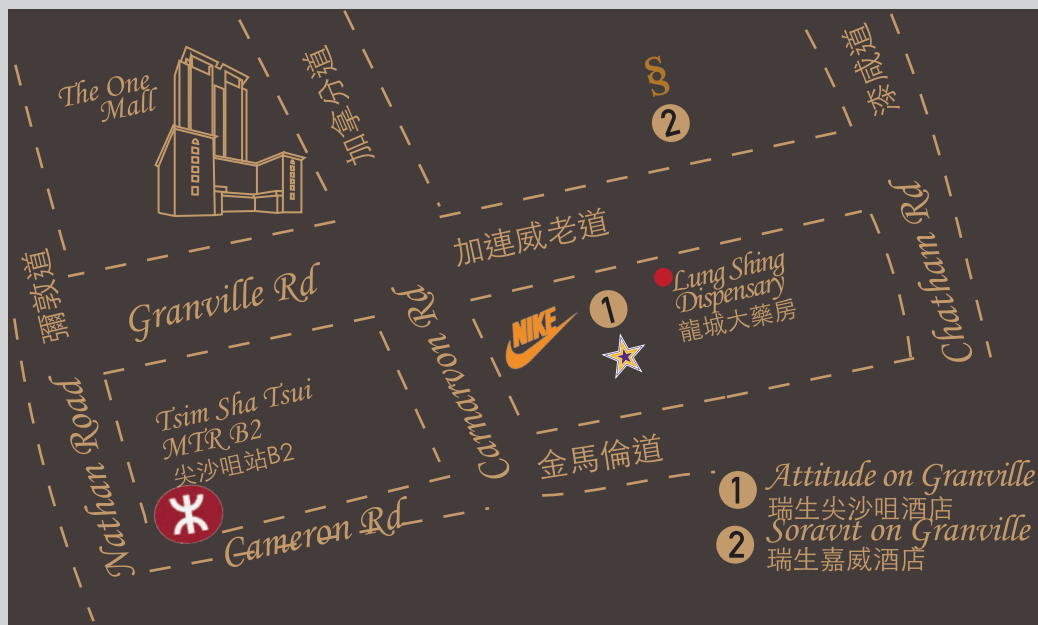 The One
Mall
加拿分道
漆咸道
§
2
彌敦道
Granville Rd
加連威老道
Chatham Rd
Carnarvon Rd
NIKE
1
Lung Shing
Dispensary
龍城大藥房
Nathan Road
Tsim Sha Tsui
MTR B2
尖沙咀站B2
Cameron Rd
金馬倫道
1 Attitude on Granville
瑞生尖沙咀酒店
2 Soravit on Granville
瑞生嘉威酒店